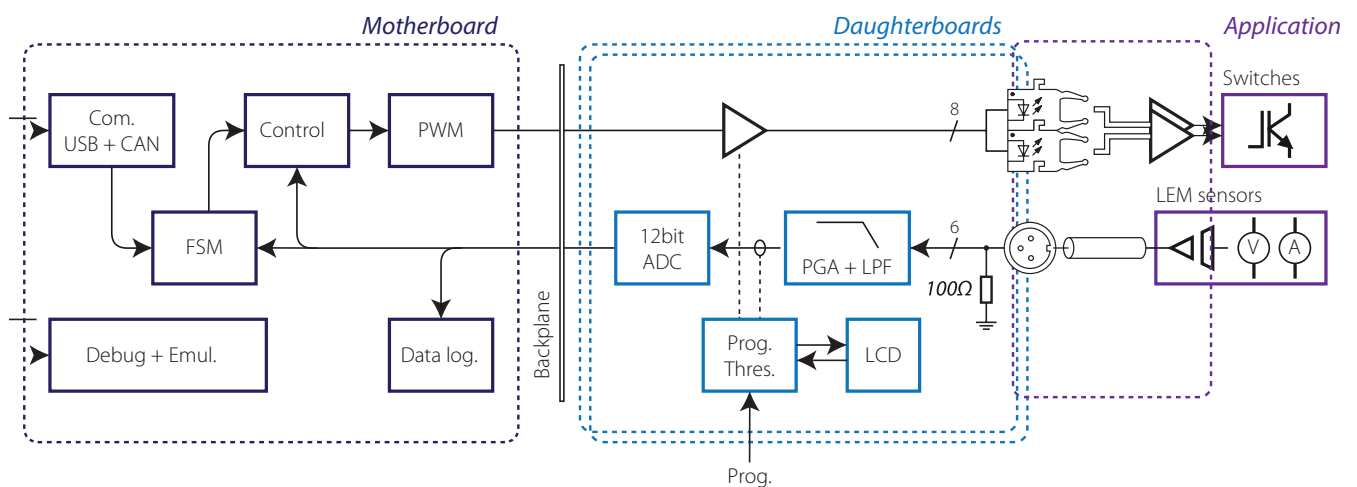 Motherboard
Daughterboards
Application
Com.
USB + CAN
Control
PWM
8
Switches
FSM
12bit
ADC
PGA + LPF
6
100Ω
LEM sensors
V
A
Debug + Emul.
Data log.
Backplane
Prog.
Thres.
LCD
Prog.